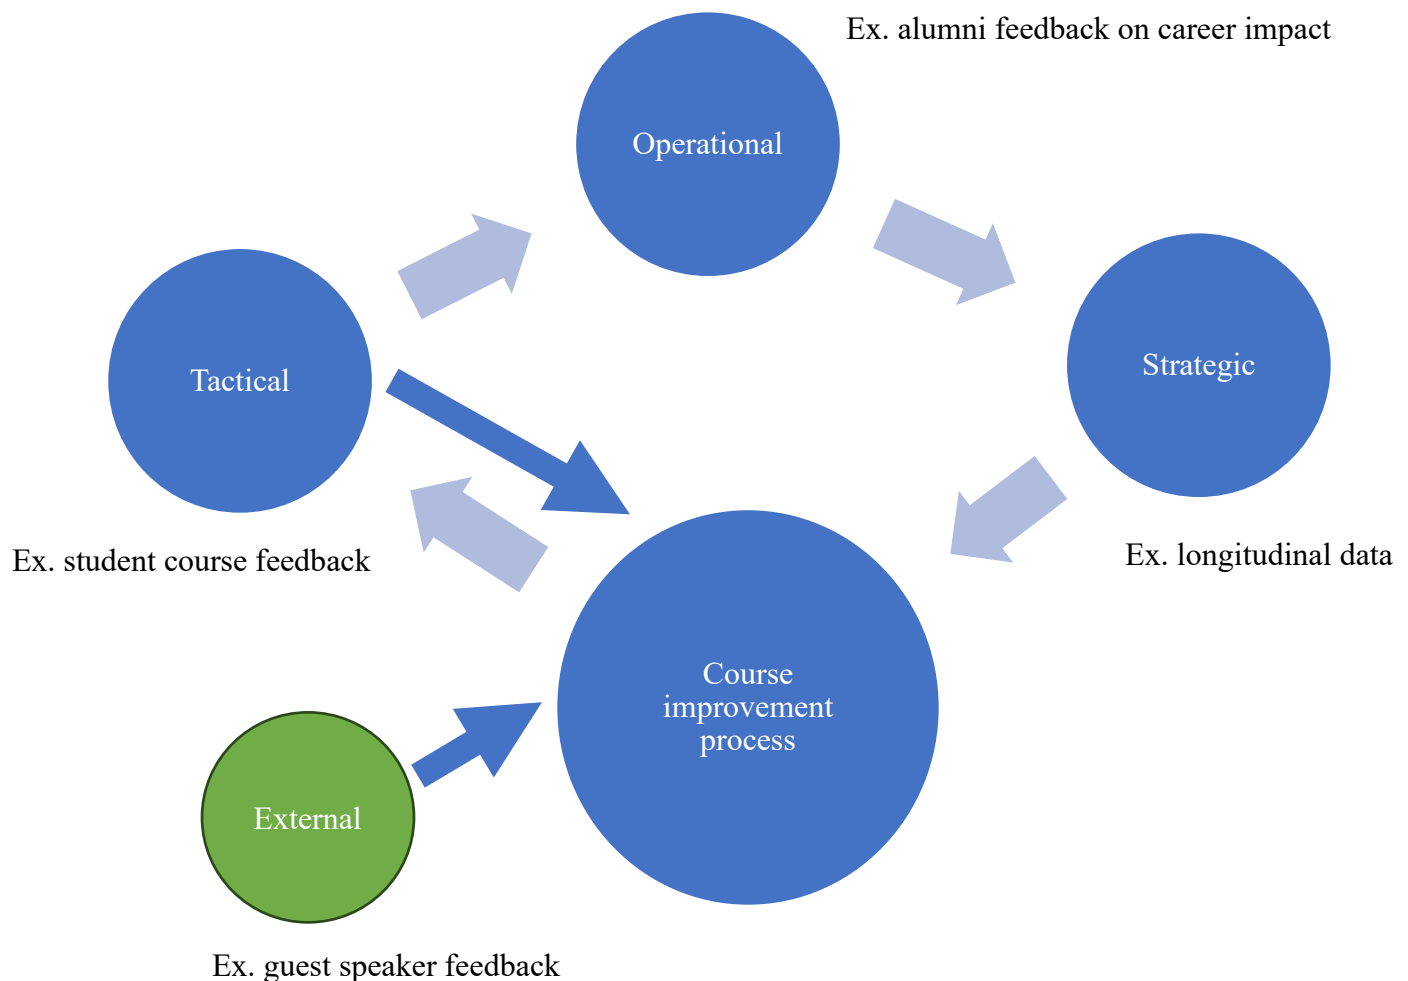 Ex. alumni feedback on career impact
Operational
Strategic
Tactical
Ex. longitudinal data
Ex. student course feedback
Course
improvement
process
External
Ex. guest speaker feedback